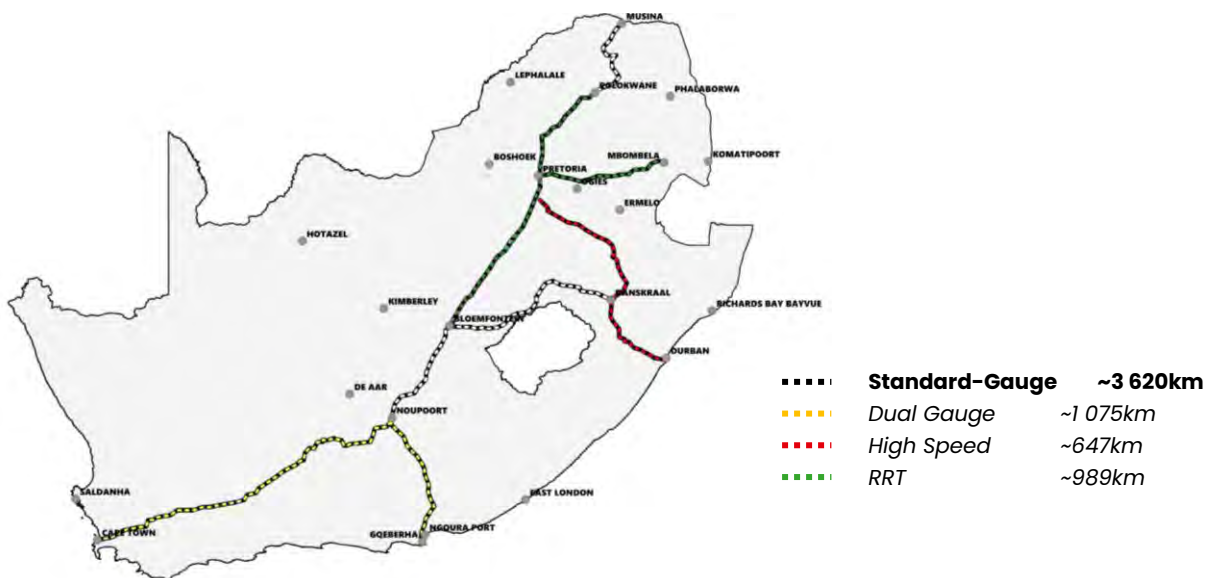 MUSINA
LEPHALALE
POLOKWANE
PHALABORWA
BOSHOEK
MBOMBELA
KOMATIPOORT
PRETORIA
OGIES
ERMELO
HOTAZEL
DANSKRAAL
KIMBERLEY
RICHARDS BAY BAYVUE
BLOEMFONTEIN
DURBAN
DE AAR
NOUPOORT
Standard-Gauge ~3 620km
Dual Gauge ~1 075km
High Speed ~647km
RRT ~989km
SALDANHA
EAST LONDON
CAPE TOWN
GQEBERHA
NGQURA PORT